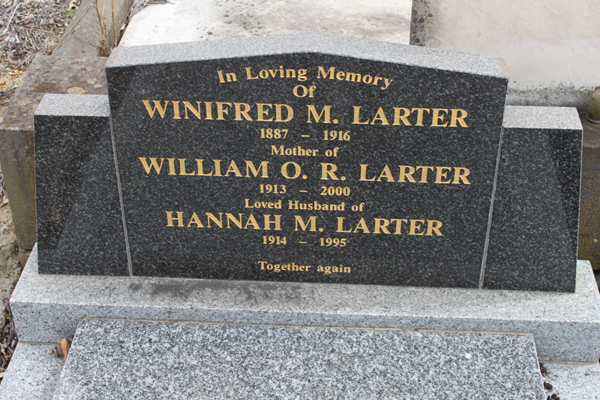 In Loving Memory
Of
WINIFRED M. LARTER
1887 – 1916
Mother of
WILLIAM O. R. LARTER
1913 – 2000
Loved Husband of
HANNAH M. LARTER
1914 – 1995
Together again